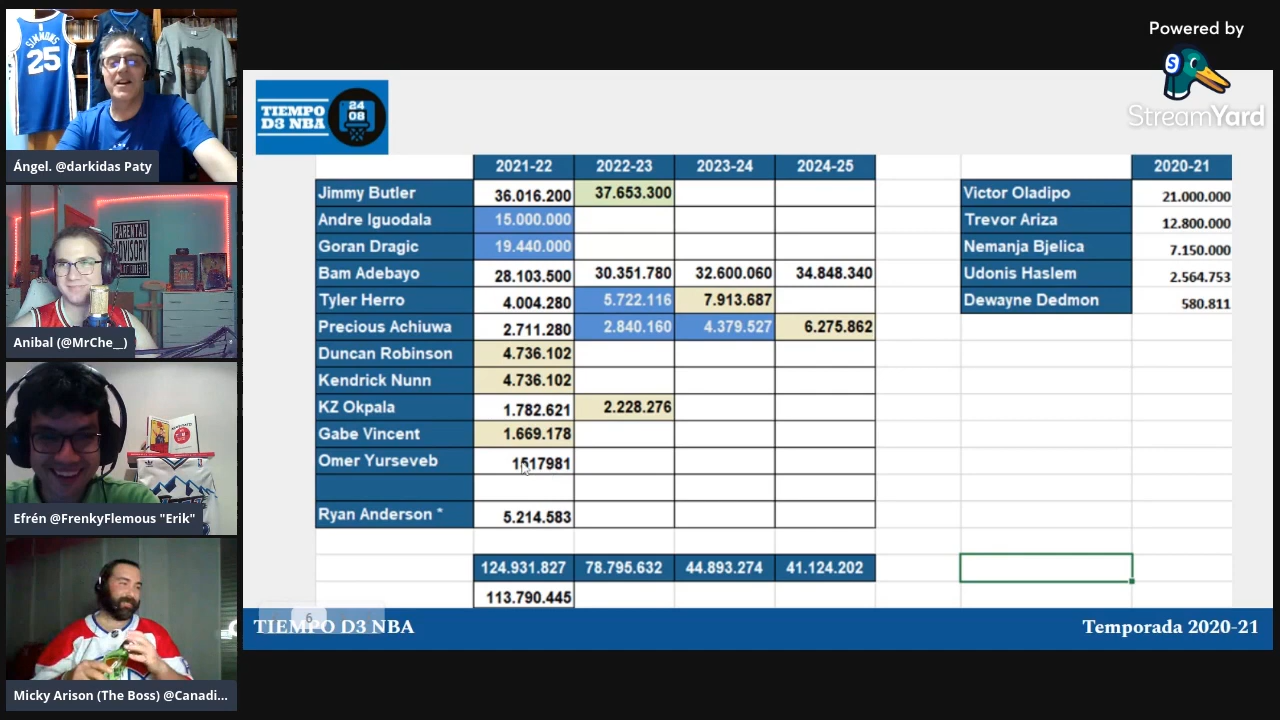 SIMMONS
25
Ángel. @darkidas Paty
PARENTAL
ADVISORY
Anibal (@MrChe__)
Efrén @FrenkyFlemous "Erik"
Micky Arison (The Boss) @Canadi...
Powered by
S
StreamYard
TIEMPO
D3 NBA
24
08
2021-22 2022-23 2023-24 2024-25 2020-21
Jimmy Butler 36.016.200 37.653.300 Victor Oladipo 21.000.000
Andre Iguodala 15.000.000 Trevor Ariza 12.800.000
Goran Dragic 19.440.000 Nemanja Bjelica 7.150.000
Bam Adebayo 28.103.500 30.351.780 32.600.060 34.848.340 Udonis Haslem 2.564.753
Tyler Herro 4.004.280 5.722.116 7.913.687 Dewayne Dedmon 580.811
Precious Achiuwa 2.711.280 2.840.160 4.379.527 6.275.862
Duncan Robinson 4.736.102
Kendrick Nunn 4.736.102
KZ Okpala 1.782.621 2.228.276
Gabe Vincent 1.669.178
Omer Yurseveb 1517981
Ryan Anderson * 5.214.583
124.931.827 78.795.632 44.893.274 41.124.202
113.790.445
6
TIEMPO D3 NBA
Temporada 2020-21